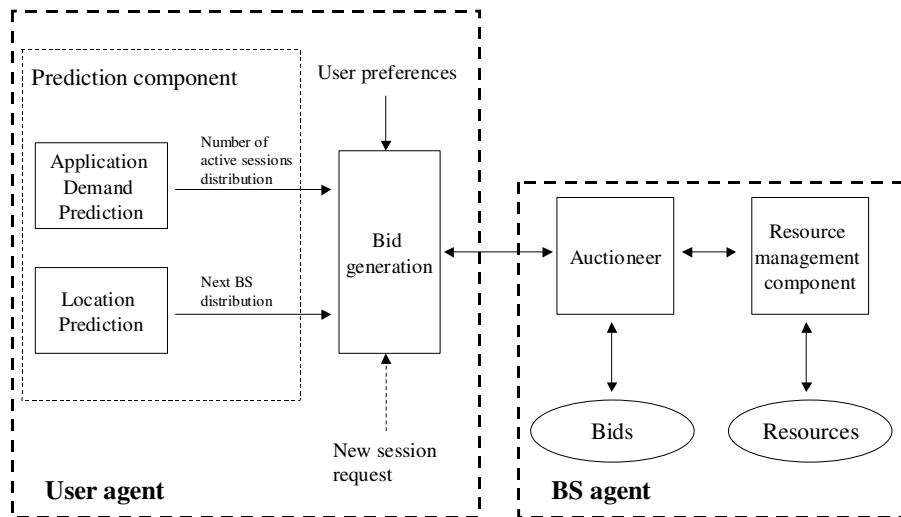 Prediction component
User preferences
Number of
active sessions
distribution
Application
Demand
Prediction
Bid
generation
Next BS
distribution
Location
Prediction
New session
request
User agent
Auctioneer
Resource
management
component
Bids
Resources
BS agent